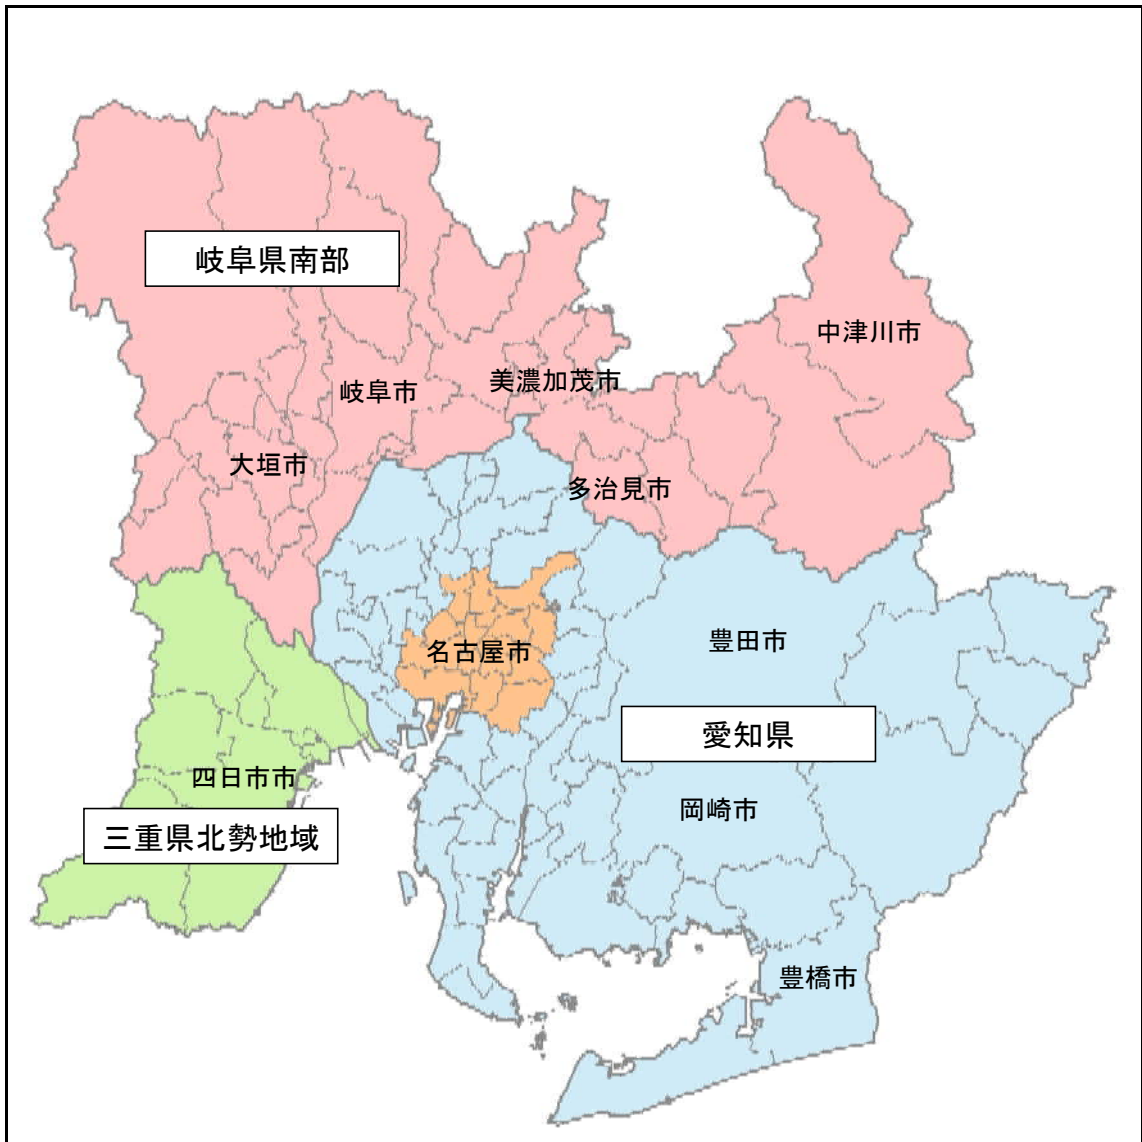 岐阜県南部
中津川市
美濃加茂市
岐阜市
大垣市
多治見市
名古屋市
豊田市
愛知県
四日市市
岡崎市
三重県北勢地域
豊橋市